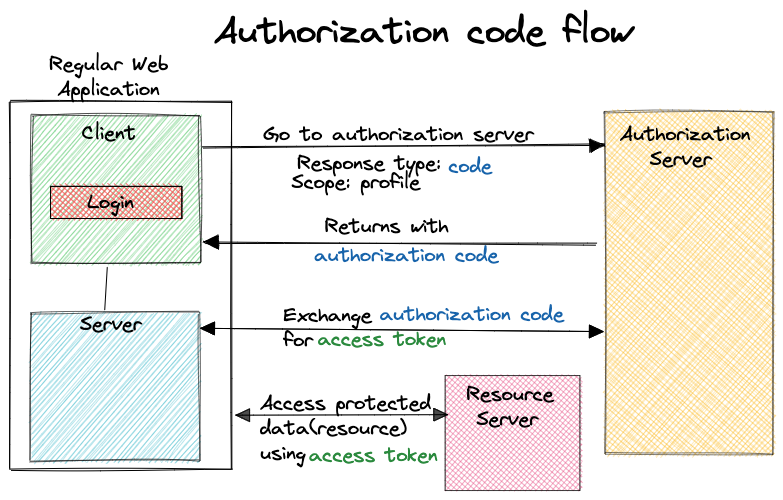 Authorization code flow
Regular Web
Application
Client
Login
Server
Go to authorization server
Response type: code
Scope: profile
Returns with
authorization code
Exchange authorization code
for access token
Access protected
data(resource)
using access token
Resource
Server
Authorization
Server